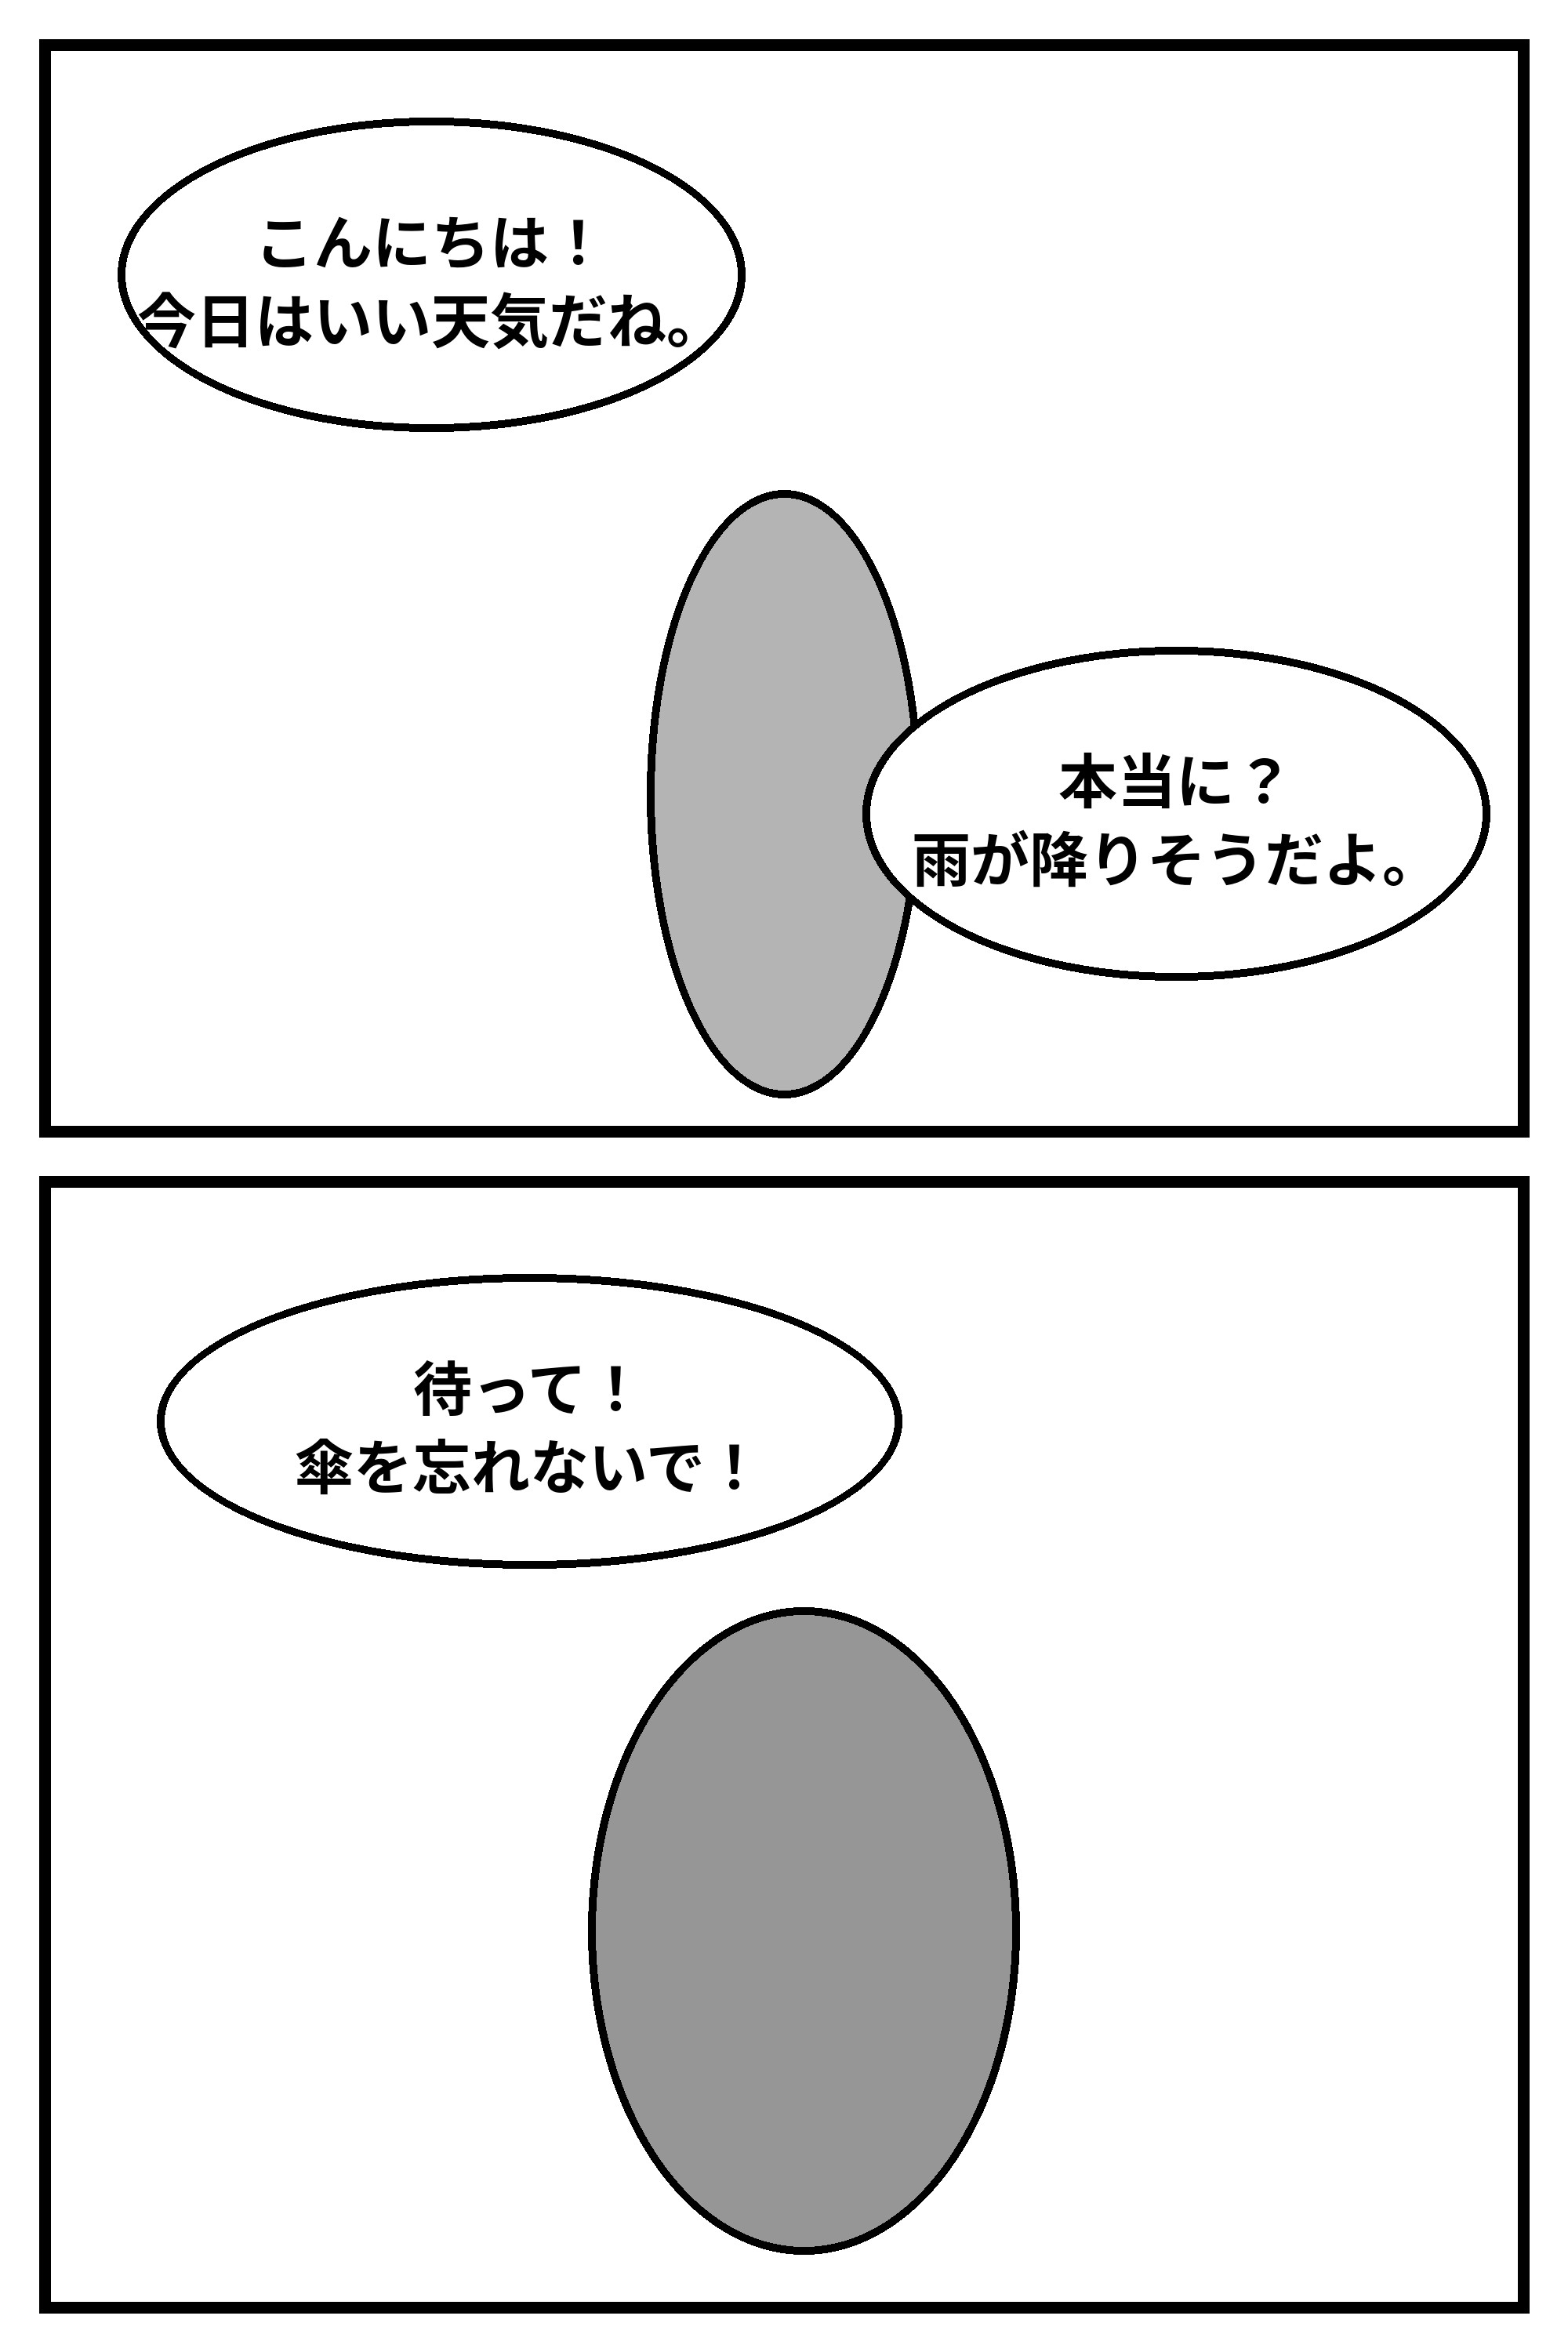 こんにちは！
今日はいい天気だね。
本当に？
雨が降りそうだよ。
待って！
傘を忘れないで！